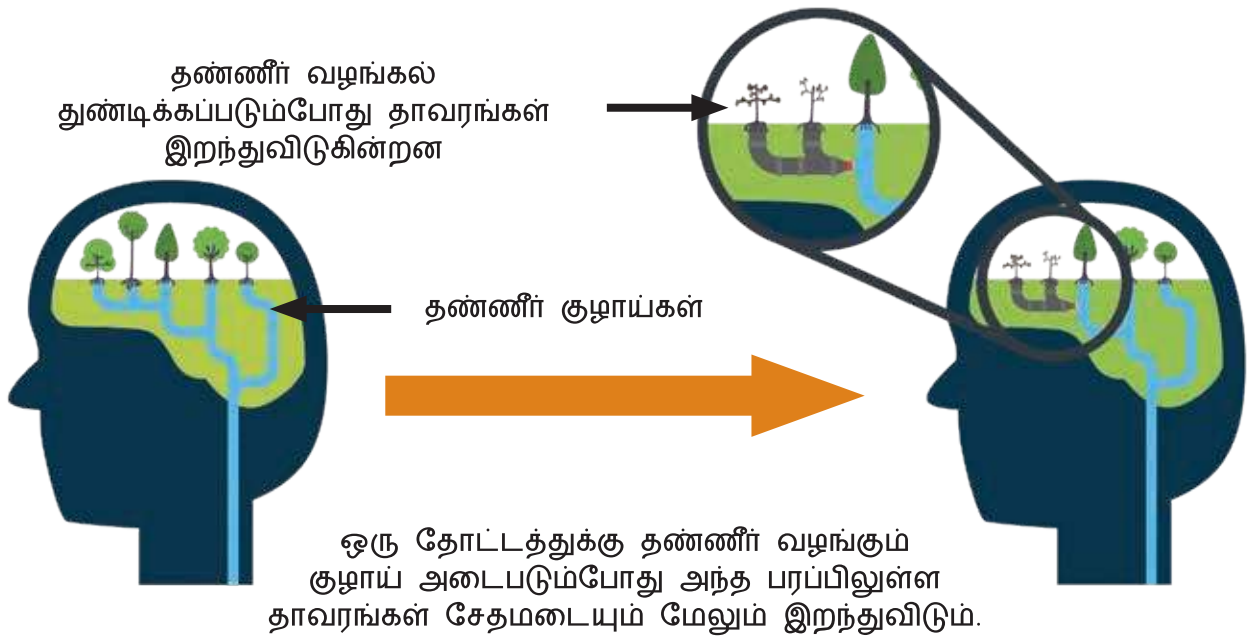 தண்ணீர் வழங்கல்
துண்டிக்கப்படும்போது தாவரங்கள்
இறந்துவிடுகின்றன
தண்ணீர் குழாய்கள்
ஒரு தோட்டத்துக்கு தண்ணீர் வழங்கும்
குழாய் அடைபடும்போது அந்த பரப்பிலுள்ள
தாவரங்கள் சேதமடையும் மேலும் இறந்துவிடும்.